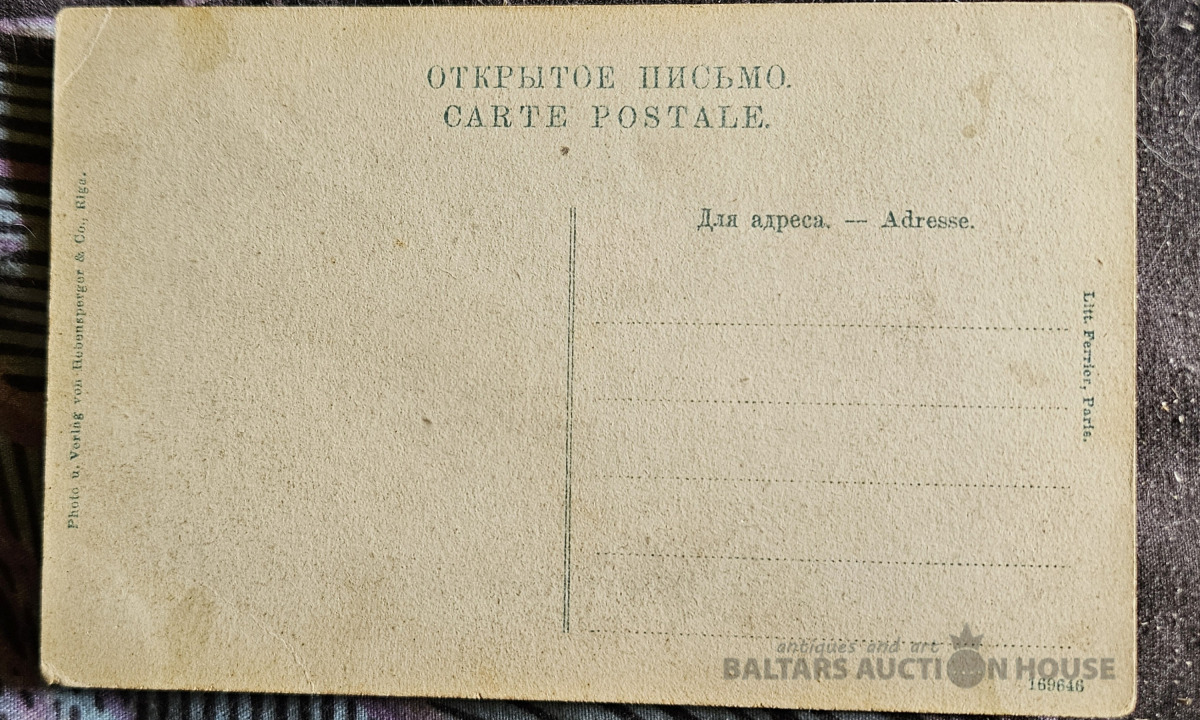 ОТКРЫТОЕ ПИСЬМО.
CARTE POSTALE.
Для адреса. — Adresse.
Photo u. Verlag von Hebensperger & Co., Riga.
Litt. Ferrier, Paris.
antiques and art
BALTARS AUCTION HOUSE
169646